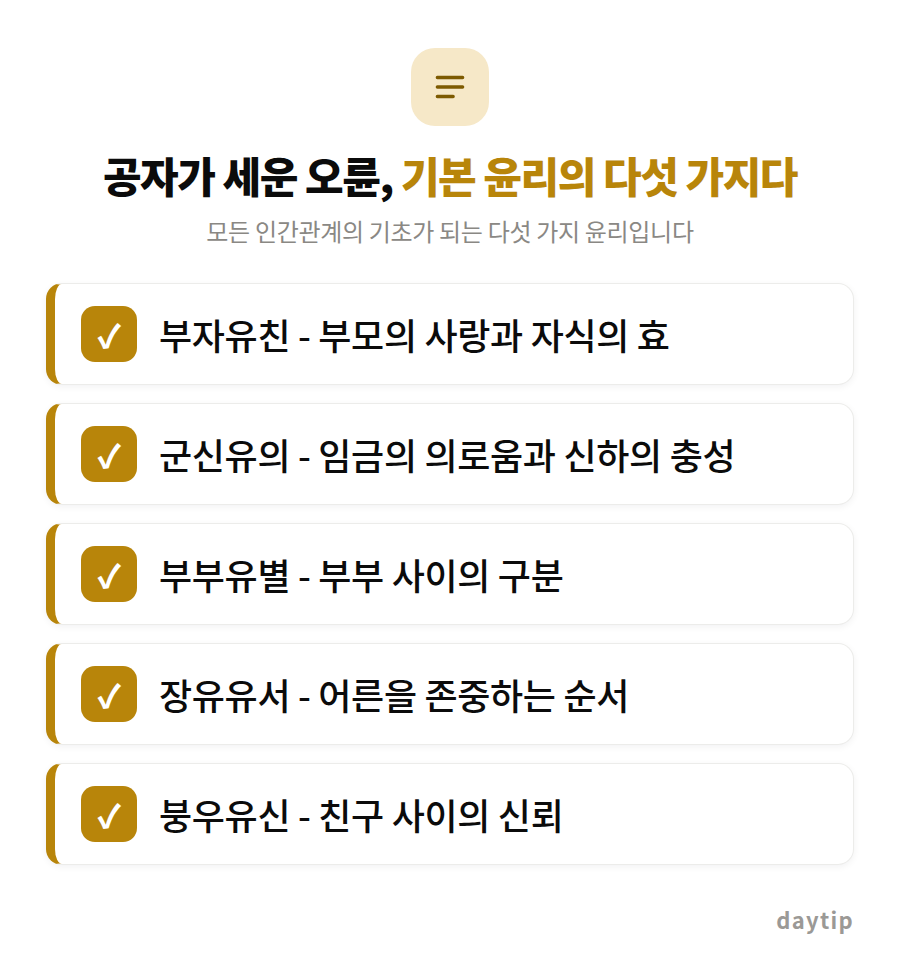 공자가 세운 오륜, 기본 윤리의 다섯 가지다
모든 인간관계의 기초가 되는 다섯 가지 윤리입니다
✓ 부자유친 - 부모의 사랑과 자식의 효
✓ 군신유의 - 임금의 의로움과 신하의 충성
✓ 부부유별 - 부부 사이의 구분
✓ 장유유서 - 어른을 존중하는 순서
✓ 붕우유신 - 친구 사이의 신뢰
daytip